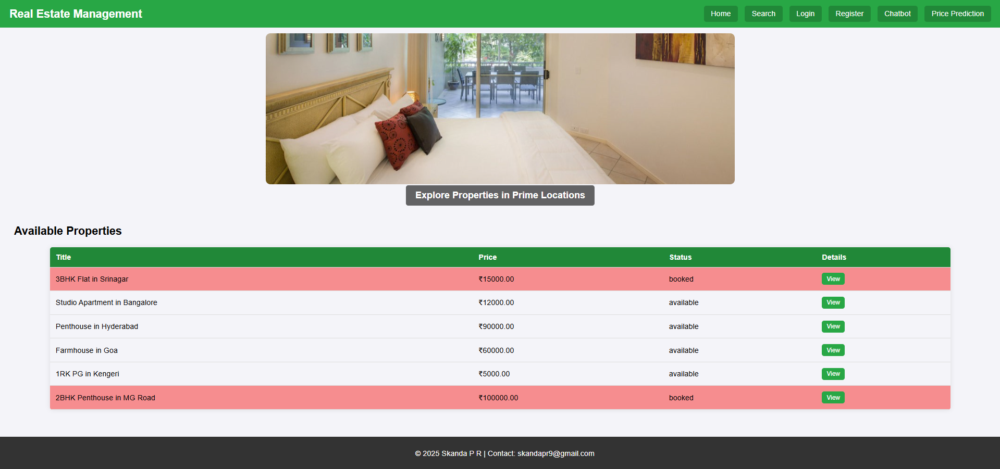 Real Estate Management
Home Search Login Register Chatbot Price Prediction
Explore Properties in Prime Locations
Available Properties
Title Price Status Details
3BHK Flat in Srinagar ₹15000.00 booked View
Studio Apartment in Bangalore ₹12000.00 available View
Penthouse in Hyderabad ₹90000.00 available View
Farmhouse in Goa ₹60000.00 available View
1RK PG in Kengeri ₹5000.00 available View
2BHK Penthouse in MG Road ₹100000.00 booked View
© 2025 Skanda P R | Contact: skandapr9@gmail.com